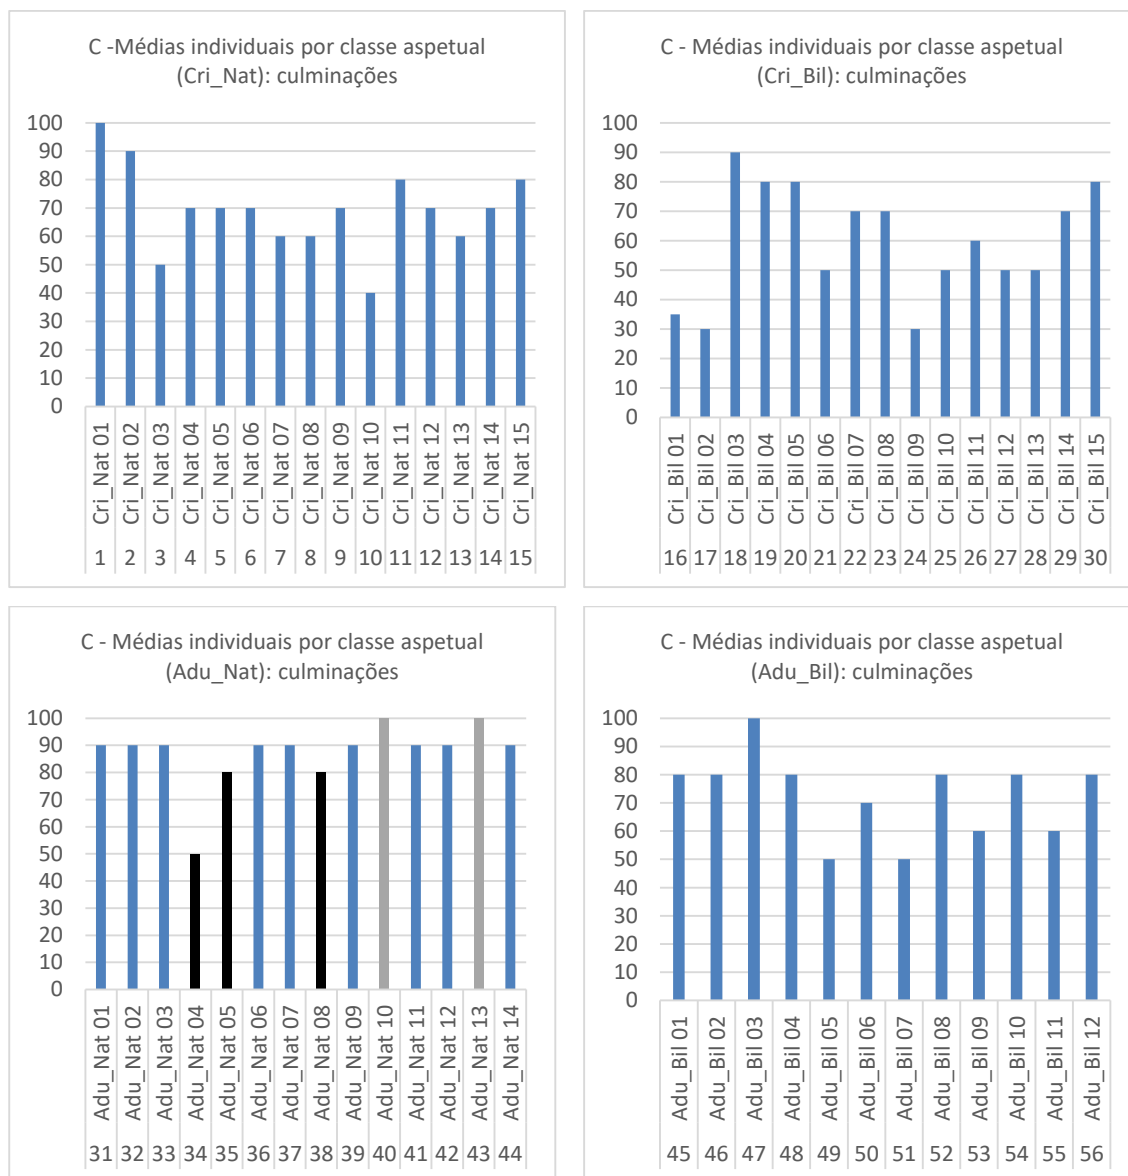 C -Médias individuais por classe aspetual
(Cri_Nat): culminações
100
90
80
70
60
50
40
30
20
10
0
Cri_Nat 01
Cri_Nat 02
Cri_Nat 03
Cri_Nat 04
Cri_Nat 05
Cri_Nat 06
Cri_Nat 07
Cri_Nat 08
Cri_Nat 09
Cri_Nat 10
Cri_Nat 11
Cri_Nat 12
Cri_Nat 13
Cri_Nat 14
Cri_Nat 15
1 2 3 4 5 6 7 8 9 10 11 12 13 14 15
C - Médias individuais por classe aspetual
(Cri_Bil): culminações
100
90
80
70
60
50
40
30
20
10
0
Cri_Bil 01
Cri_Bil 02
Cri_Bil 03
Cri_Bil 04
Cri_Bil 05
Cri_Bil 06
Cri_Bil 07
Cri_Bil 08
Cri_Bil 09
Cri_Bil 10
Cri_Bil 11
Cri_Bil 12
Cri_Bil 13
Cri_Bil 14
Cri_Bil 15
16 17 18 19 20 21 22 23 24 25 26 27 28 29 30
C - Médias individuais por classe aspetual
(Adu_Nat): culminações
100
90
80
70
60
50
40
30
20
10
0
Adu_Nat 01
Adu_Nat 02
Adu_Nat 03
Adu_Nat 04
Adu_Nat 05
Adu_Nat 06
Adu_Nat 07
Adu_Nat 08
Adu_Nat 09
Adu_Nat 10
Adu_Nat 11
Adu_Nat 12
Adu_Nat 13
Adu_Nat 14
31 32 33 34 35 36 37 38 39 40 41 42 43 44
C - Médias individuais por classe aspetual
(Adu_Bil): culminações
100
90
80
70
60
50
40
30
20
10
0
Adu_Bil 01
Adu_Bil 02
Adu_Bil 03
Adu_Bil 04
Adu_Bil 05
Adu_Bil 06
Adu_Bil 07
Adu_Bil 08
Adu_Bil 09
Adu_Bil 10
Adu_Bil 11
Adu_Bil 12
45 46 47 48 49 50 51 52 53 54 55 56